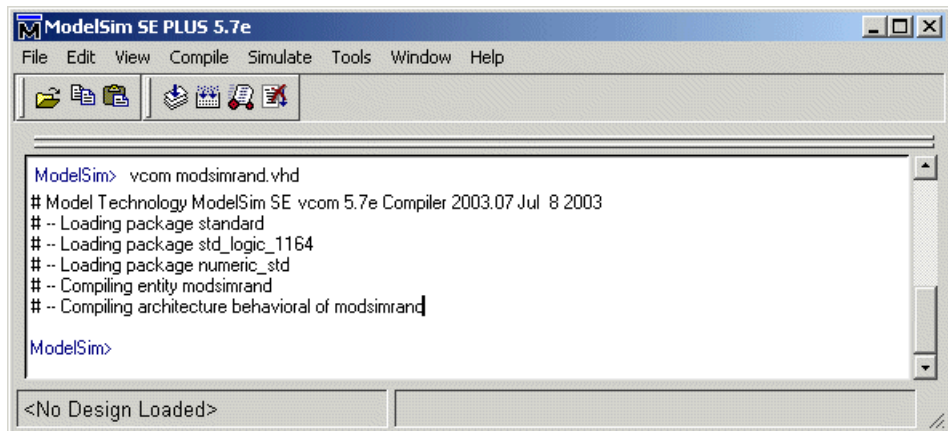 ModelSim SE PLUS 5.7e
File Edit View Compile Simulate Tools Window Help
ModelSim> vcom modsimrand.vhd
# Model Technology ModelSim SE vcom 5.7e Compiler 2003.07 Jul 8 2003
# -- Loading package standard
# -- Loading package std_logic_1164
# -- Loading package numeric_std
# -- Compiling entity modsimrand
# -- Compiling architecture behavioral of modsimrand
ModelSim>
<No Design Loaded>